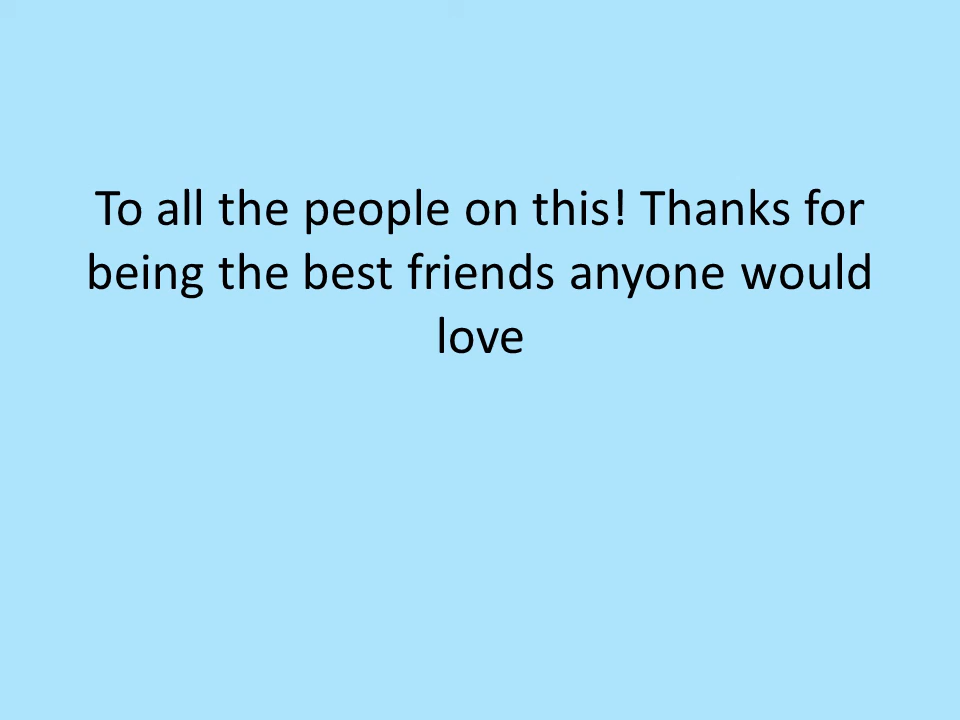 To all the people on this! Thanks for
being the best friends anyone would
love